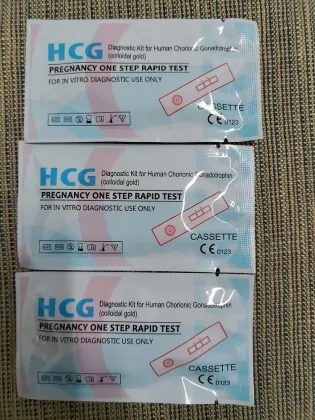 HCG Diagnostic Kit for Human Chorionic Gonadotrophin
(colloidal gold)
PREGNANCY ONE STEP RAPID TEST
FOR IN VITRO DIAGNOSTIC USE ONLY
CASSETTE
CE 0123
HCG Diagnostic Kit for Human Chorionic Gonadotrophin
(colloidal gold)
PREGNANCY ONE STEP RAPID TEST
FOR IN VITRO DIAGNOSTIC USE ONLY
CASSETTE
CE 0123
HCG Diagnostic Kit for Human Chorionic Gonadotrophin
(colloidal gold)
PREGNANCY ONE STEP RAPID TEST
FOR IN VITRO DIAGNOSTIC USE ONLY
CASSETTE
CE 0123